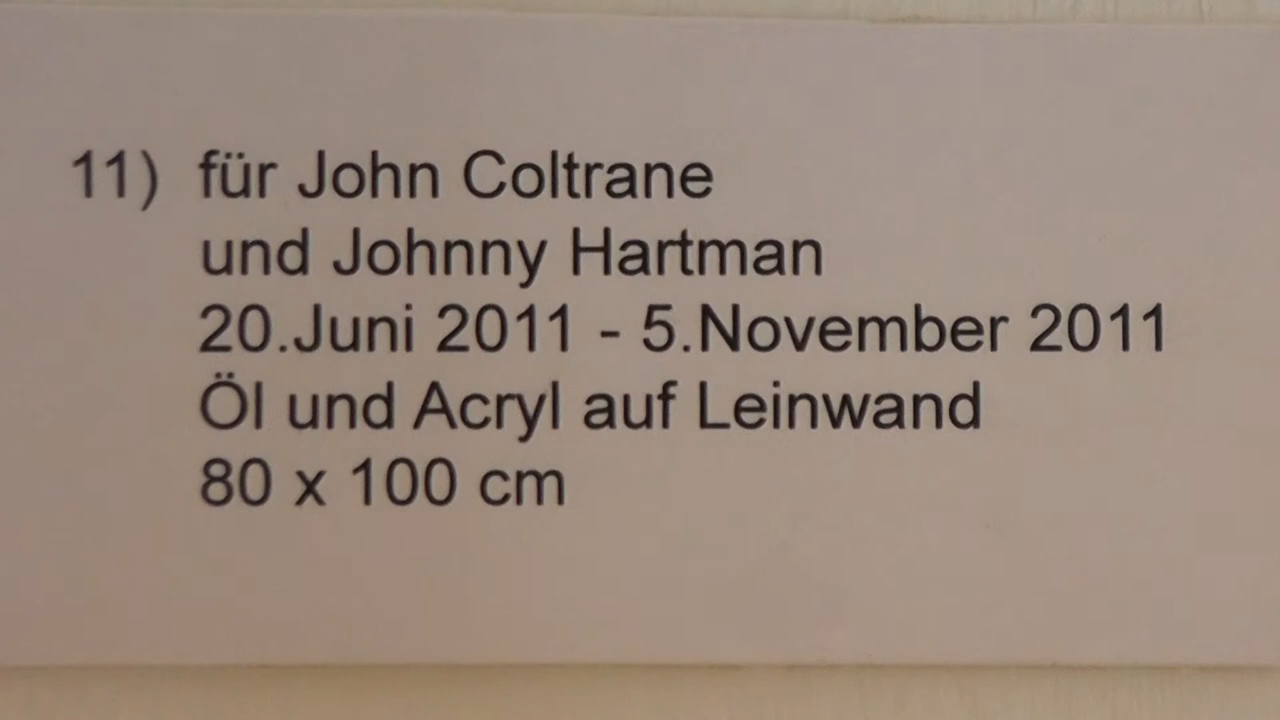 11) für John Coltrane
und Johnny Hartman
20.Juni 2011 - 5.November 2011
Öl und Acryl auf Leinwand
80 x 100 cm